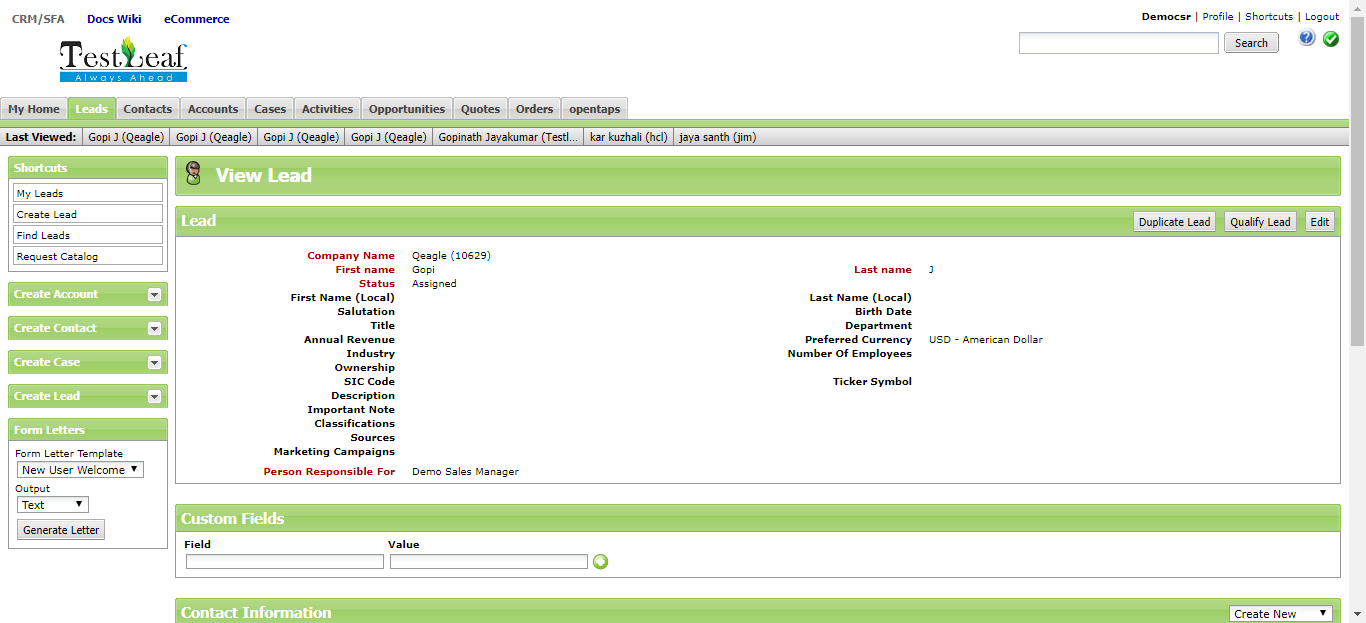 CRM/SFA Docs Wiki eCommerce
Democsr | Profile | Shortcuts | Logout
TestLeaf
Always Ahead
Search
My Home Leads Contacts Accounts Cases Activities Opportunities Quotes Orders opentaps
Last Viewed: Gopi J (Qeagle) Gopi J (Qeagle) Gopi J (Qeagle) Gopi J (Qeagle) Gopinath Jayakumar (Testl... kar kuzhali (hcl) jaya santh (jim)
Shortcuts
My Leads
Create Lead
Find Leads
Request Catalog
Create Account
Create Contact
Create Case
Create Lead
Form Letters
Form Letter Template
New User Welcome
Output
Text
Generate Letter
View Lead
Lead Duplicate Lead Qualify Lead Edit
Company Name Qeagle (10629)
First name Gopi Last name J
Status Assigned
First Name (Local) Last Name (Local)
Salutation Birth Date
Title Department
Annual Revenue Preferred Currency USD - American Dollar
Industry Number Of Employees
Ownership
SIC Code Ticker Symbol
Description
Important Note
Classifications
Sources
Marketing Campaigns
Person Responsible For Demo Sales Manager
Custom Fields
Field Value
Contact Information Create New